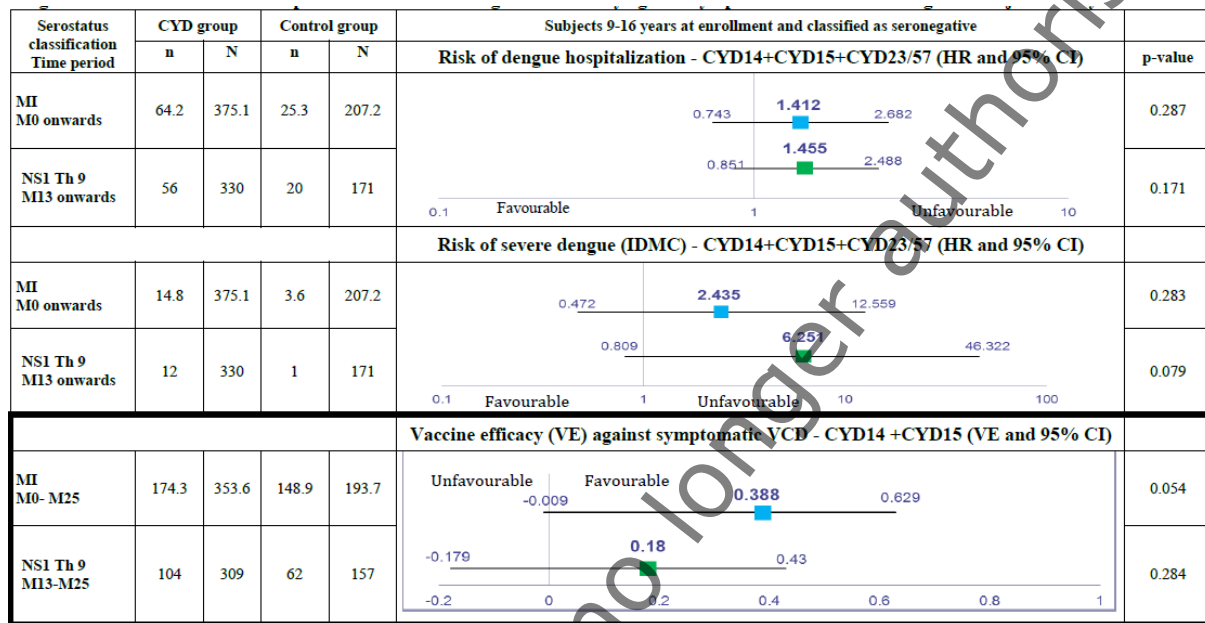 Serostatus classification Time period CYD group Control group Subjects 9-16 years at enrollment and classified as seronegative
n N n N Risk of dengue hospitalization - CYD14+CYD15+CYD23/57 (HR and 95% CI) p-value
MI M0 onwards 64.2 375.1 25.3 207.2 0.743 1.412 2.682 0.287
NS1 Th 9 M13 onwards 56 330 20 171 0.851 1.455 2.488 0.171
0.1 Favourable 1 Unfavourable 10
Risk of severe dengue (IDMC) - CYD14+CYD15+CYD23/57 (HR and 95% CI)
MI M0 onwards 14.8 375.1 3.6 207.2 0.472 2.435 12.559 0.283
NS1 Th 9 M13 onwards 12 330 1 171 0.809 6.251 46.322 0.079
0.1 Favourable 1 Unfavourable 10 100
Vaccine efficacy (VE) against symptomatic VCD - CYD14 +CYD15 (VE and 95% CI)
Unfavourable Favourable
MI M0- M25 174.3 353.6 148.9 193.7 -0.009 0.388 0.629 0.054
NS1 Th 9 M13-M25 104 309 62 157 -0.179 0.18 0.43 0.284
-0.2 0 0.2 0.4 0.6 0.8 1
no longer authoris